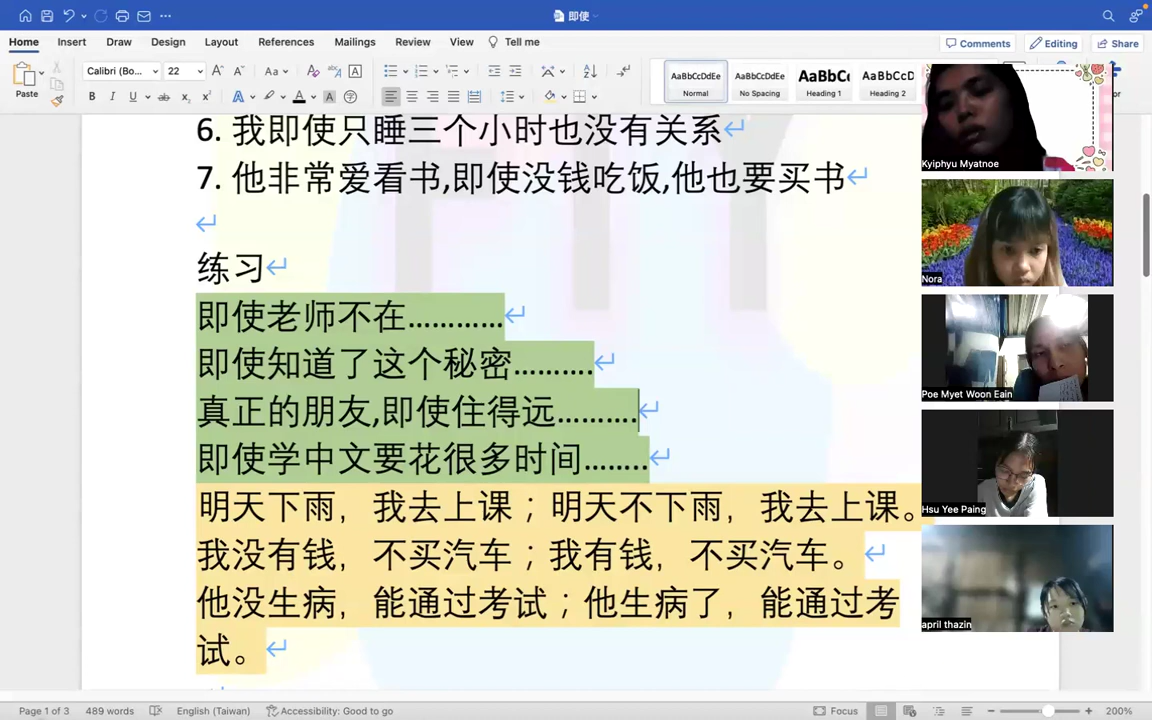 即使
Home Insert Draw Design Layout References Mailings Review View Tell me
Comments Editing Share
Paste
Calibri (Bo... 22
AaBbCcDdEe AaBbCcDdEe AaBbCc AaBbCcD
Normal No Spacing Heading 1 Heading 2
6. 我即使只睡三个小时也没有关系
7. 他非常爱看书,即使没钱吃饭,他也要买书
练习
即使老师不在…………
即使知道了这个秘密……….
真正的朋友,即使住得远……….
即使学中文要花很多时间……..
明天下雨，我去上课；明天不下雨，我去上课。
我没有钱，不买汽车；我有钱，不买汽车。
他没生病，能通过考试；他生病了，能通过考
试。
Kyiphyu Myatnoe
Nora
Poe Myet Woon Eain
Hsu Yee Paing
april thazin
Page 1 of 3 489 words English (Taiwan) Accessibility: Good to go Focus 200%